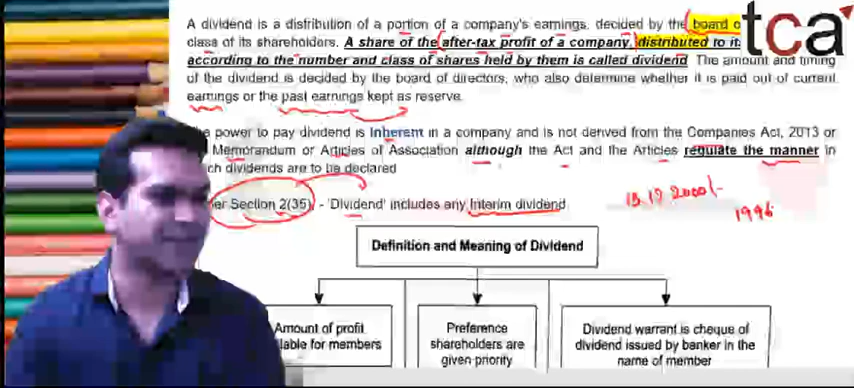 A dividend is a distribution of a portion of a company's earnings, decided by the board o
tca
class of its shareholders. A share of the after-tax profit of a company, distributed to it
according to the number and class of shares held by them is called dividend. The amount and timing
of the dividend is decided by the board of directors, who also determine whether it is paid out of current
earnings or the past earnings kept as reserve.
power to pay dividend is Inherent in a company and is not derived from the Companies Act, 2013 or
Memorandum or Articles of Association although the Act and the Articles regulate the manner in
ch dividends are to be declared
er Section 2(35) - 'Dividend' includes any Interim dividend.
1996
Definition and Meaning of Dividend
Amount of profit
lable for members
Preference
shareholders are
given priority
Dividend warrant is cheque of
dividend issued by banker in the
name of member